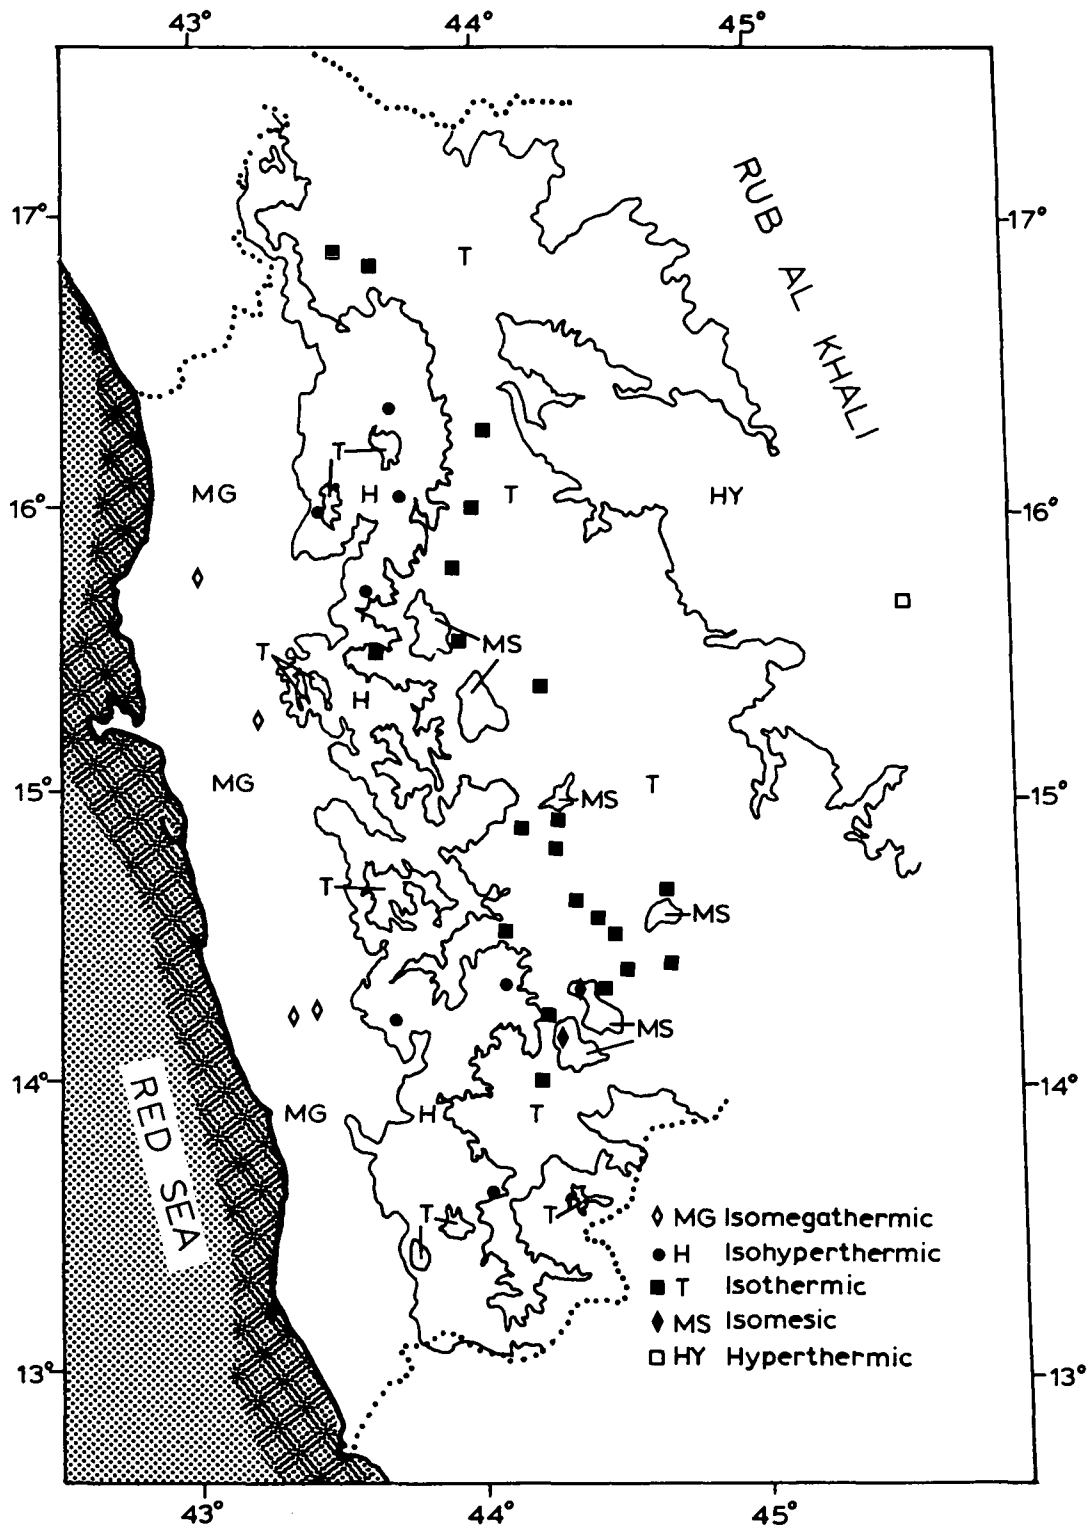 43° 44° 45°
17° 17°
RUB AL KHALI
T
T
MG H T HY
16° 16°
MS
T
H
MG T
15° 15°
MS
T
MS
MS
14° 14°
MG H T
RED SEA
T T
MG Isomegathermic
H Isohyperthermic
T Isothermic
MS Isomesic
HY Hyperthermic
13° 13°
43° 44° 45°